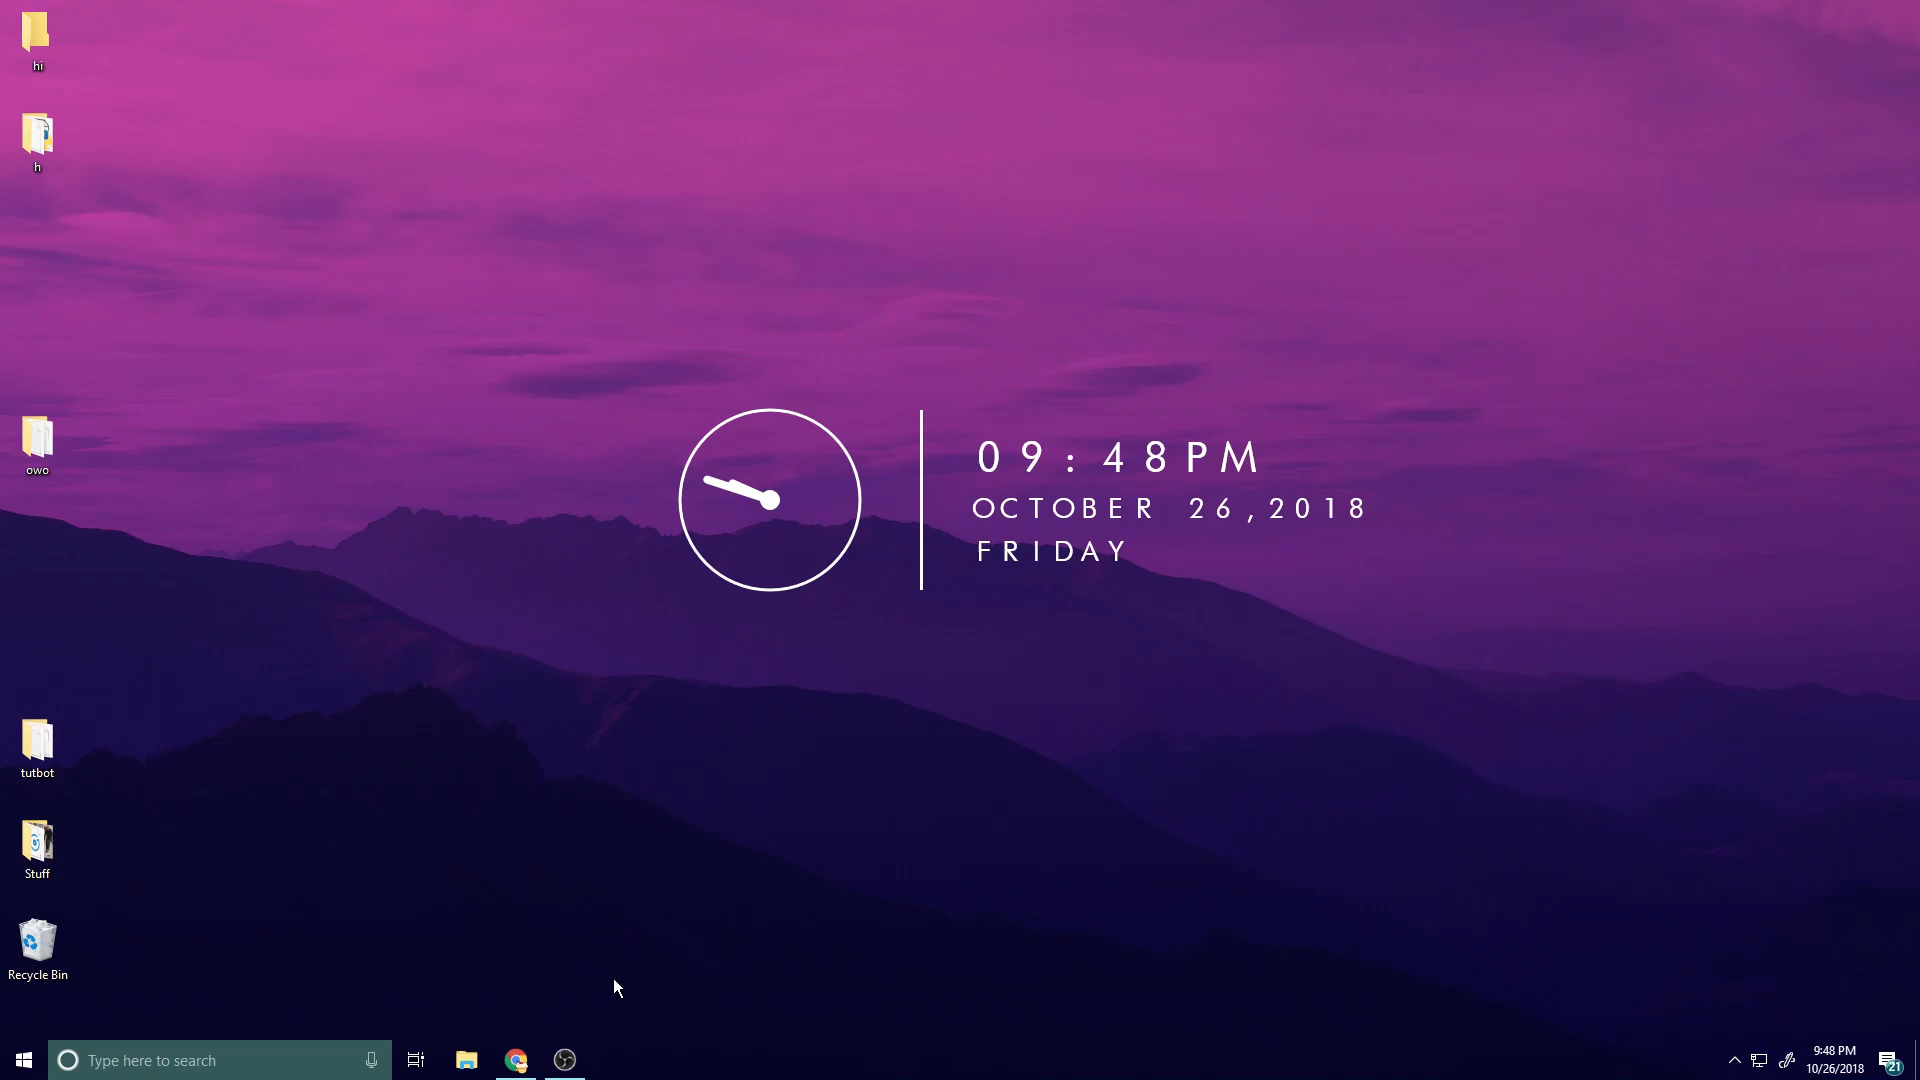 hi
h
owo
tutbot
Stuff
Recycle Bin
09:48PM
OCTOBER 26,2018
FRIDAY
Type here to search
9:48 PM
10/26/2018
21